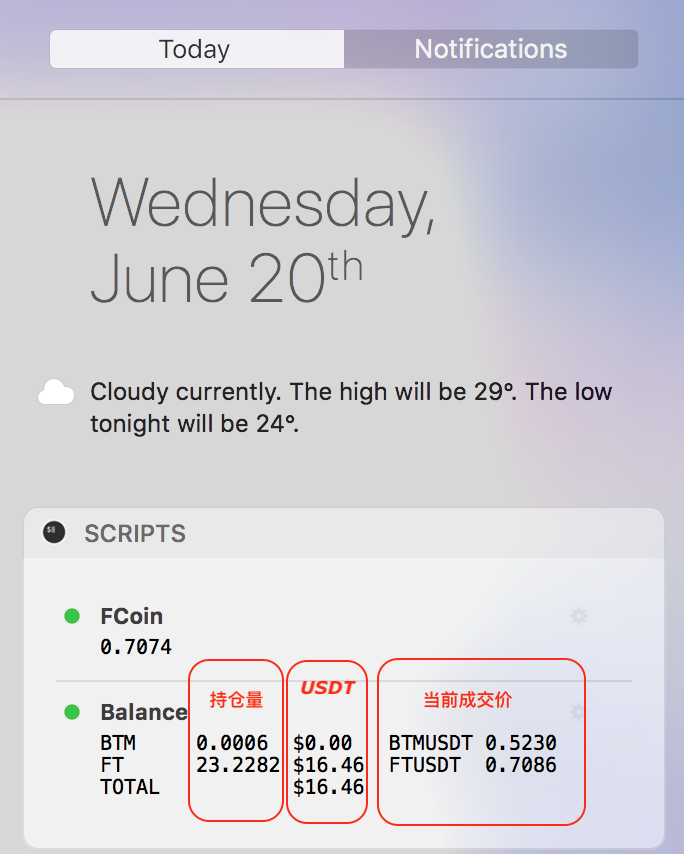 Today Notifications
Wednesday,
June 20th
Cloudy currently. The high will be 29°. The low
tonight will be 24°.
SCRIPTS
FCoin
0.7074
持仓量 USDT 当前成交价
Balance
BTM 0.0006 $0.00 BTMUSDT 0.5230
FT 23.2282 $16.46 FTUSDT 0.7086
TOTAL $16.46